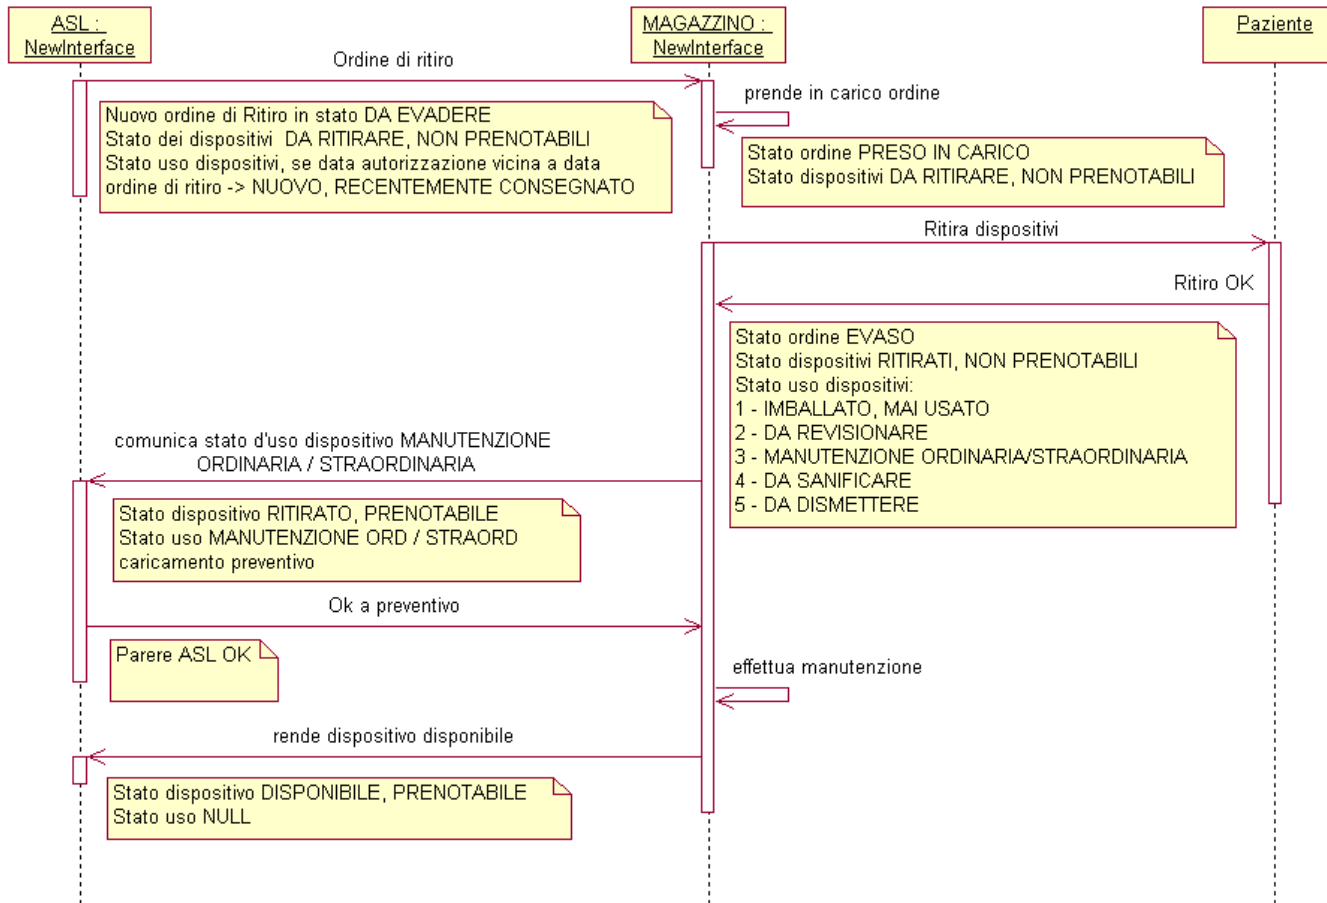 ASL :
NewInterface
MAGAZZINO :
NewInterface
Paziente
Ordine di ritiro
prende in carico ordine
Nuovo ordine di Ritiro in stato DA EVADERE
Stato dei dispositivi DA RITIRARE, NON PRENOTABILI
Stato uso dispositivi, se data autorizzazione vicina a data
ordine di ritiro -> NUOVO, RECENTEMENTE CONSEGNATO
Stato ordine PRESO IN CARICO
Stato dispositivi DA RITIRARE, NON PRENOTABILI
Ritira dispositivi
Ritiro OK
Stato ordine EVASO
Stato dispositivi RITIRATI, NON PRENOTABILI
Stato uso dispositivi:
1 - IMBALLATO, MAI USATO
2 - DA REVISIONARE
3 - MANUTENZIONE ORDINARIA/STRAORDINARIA
4 - DA SANIFICARE
5 - DA DISMETTERE
comunica stato d'uso dispositivo MANUTENZIONE
ORDINARIA / STRAORDINARIA
Stato dispositivo RITIRATO, PRENOTABILE
Stato uso MANUTENZIONE ORD / STRAORD
caricamento preventivo
Ok a preventivo
Parere ASL OK
effettua manutenzione
rende dispositivo disponibile
Stato dispositivo DISPONIBILE, PRENOTABILE
Stato uso NULL